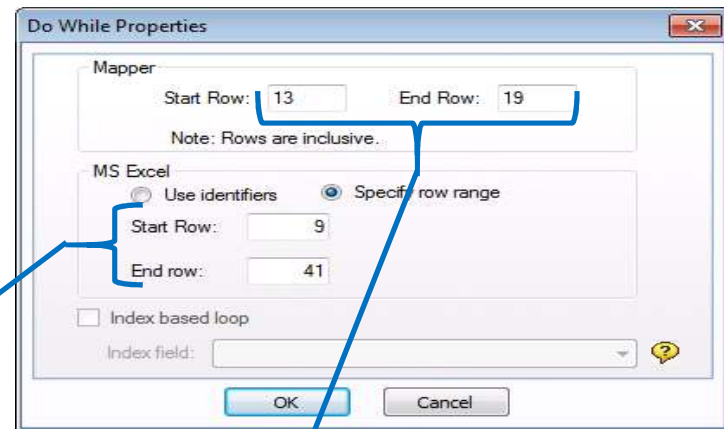 Do While Properties
Mapper
Start Row: 13 End Row: 19
Note: Rows are inclusive.
MS Excel
Use identifiers Specify row range
Start Row: 9
End row: 41
Index based loop
Index field:
OK Cancel